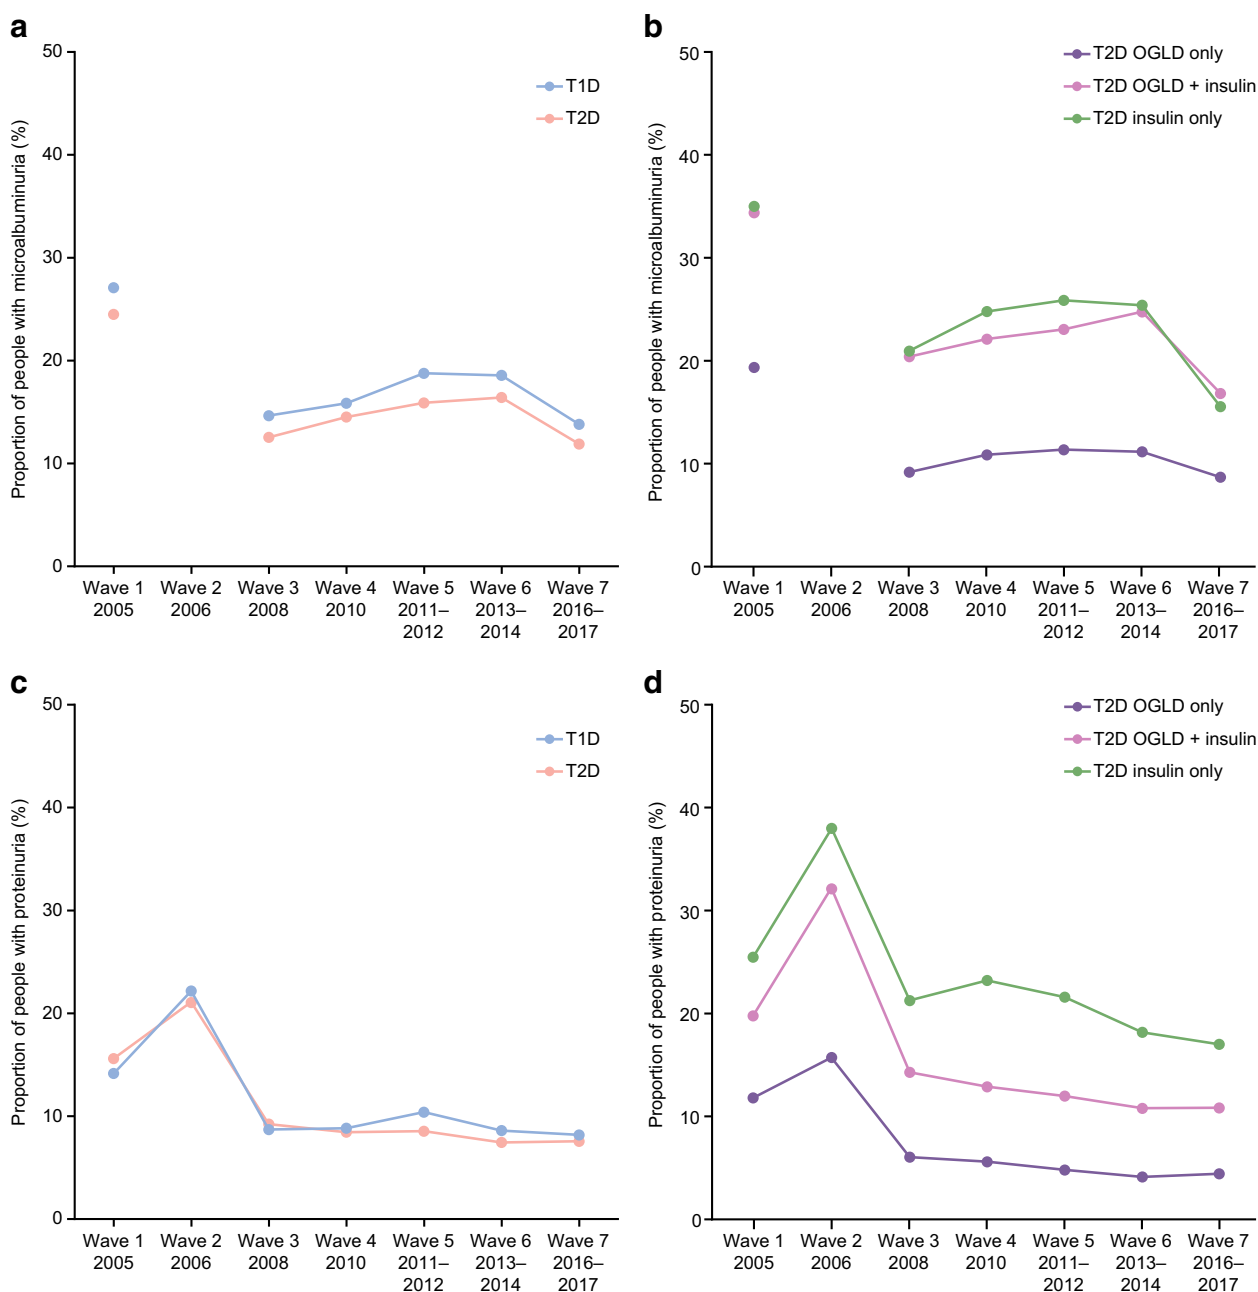 a
50
40
30
20
10
0
Proportion of people with microalbuminuria (%)
T1D
T2D
Wave 1 Wave 2 Wave 3 Wave 4 Wave 5 Wave 6 Wave 7
2005 2006 2008 2010 2011– 2013– 2016–
2012 2014 2017
b
50
40
30
20
10
0
Proportion of people with microalbuminuria (%)
T2D OGLD only
T2D OGLD + insulin
T2D insulin only
Wave 1 Wave 2 Wave 3 Wave 4 Wave 5 Wave 6 Wave 7
2005 2006 2008 2010 2011– 2013– 2016–
2012 2014 2017
c
50
40
30
20
10
0
Proportion of people with proteinuria (%)
T1D
T2D
Wave 1 Wave 2 Wave 3 Wave 4 Wave 5 Wave 6 Wave 7
2005 2006 2008 2010 2011– 2013– 2016–
2012 2014 2017
d
50
40
30
20
10
0
Proportion of people with proteinuria (%)
T2D OGLD only
T2D OGLD + insulin
T2D insulin only
Wave 1 Wave 2 Wave 3 Wave 4 Wave 5 Wave 6 Wave 7
2005 2006 2008 2010 2011– 2013– 2016–
2012 2014 2017